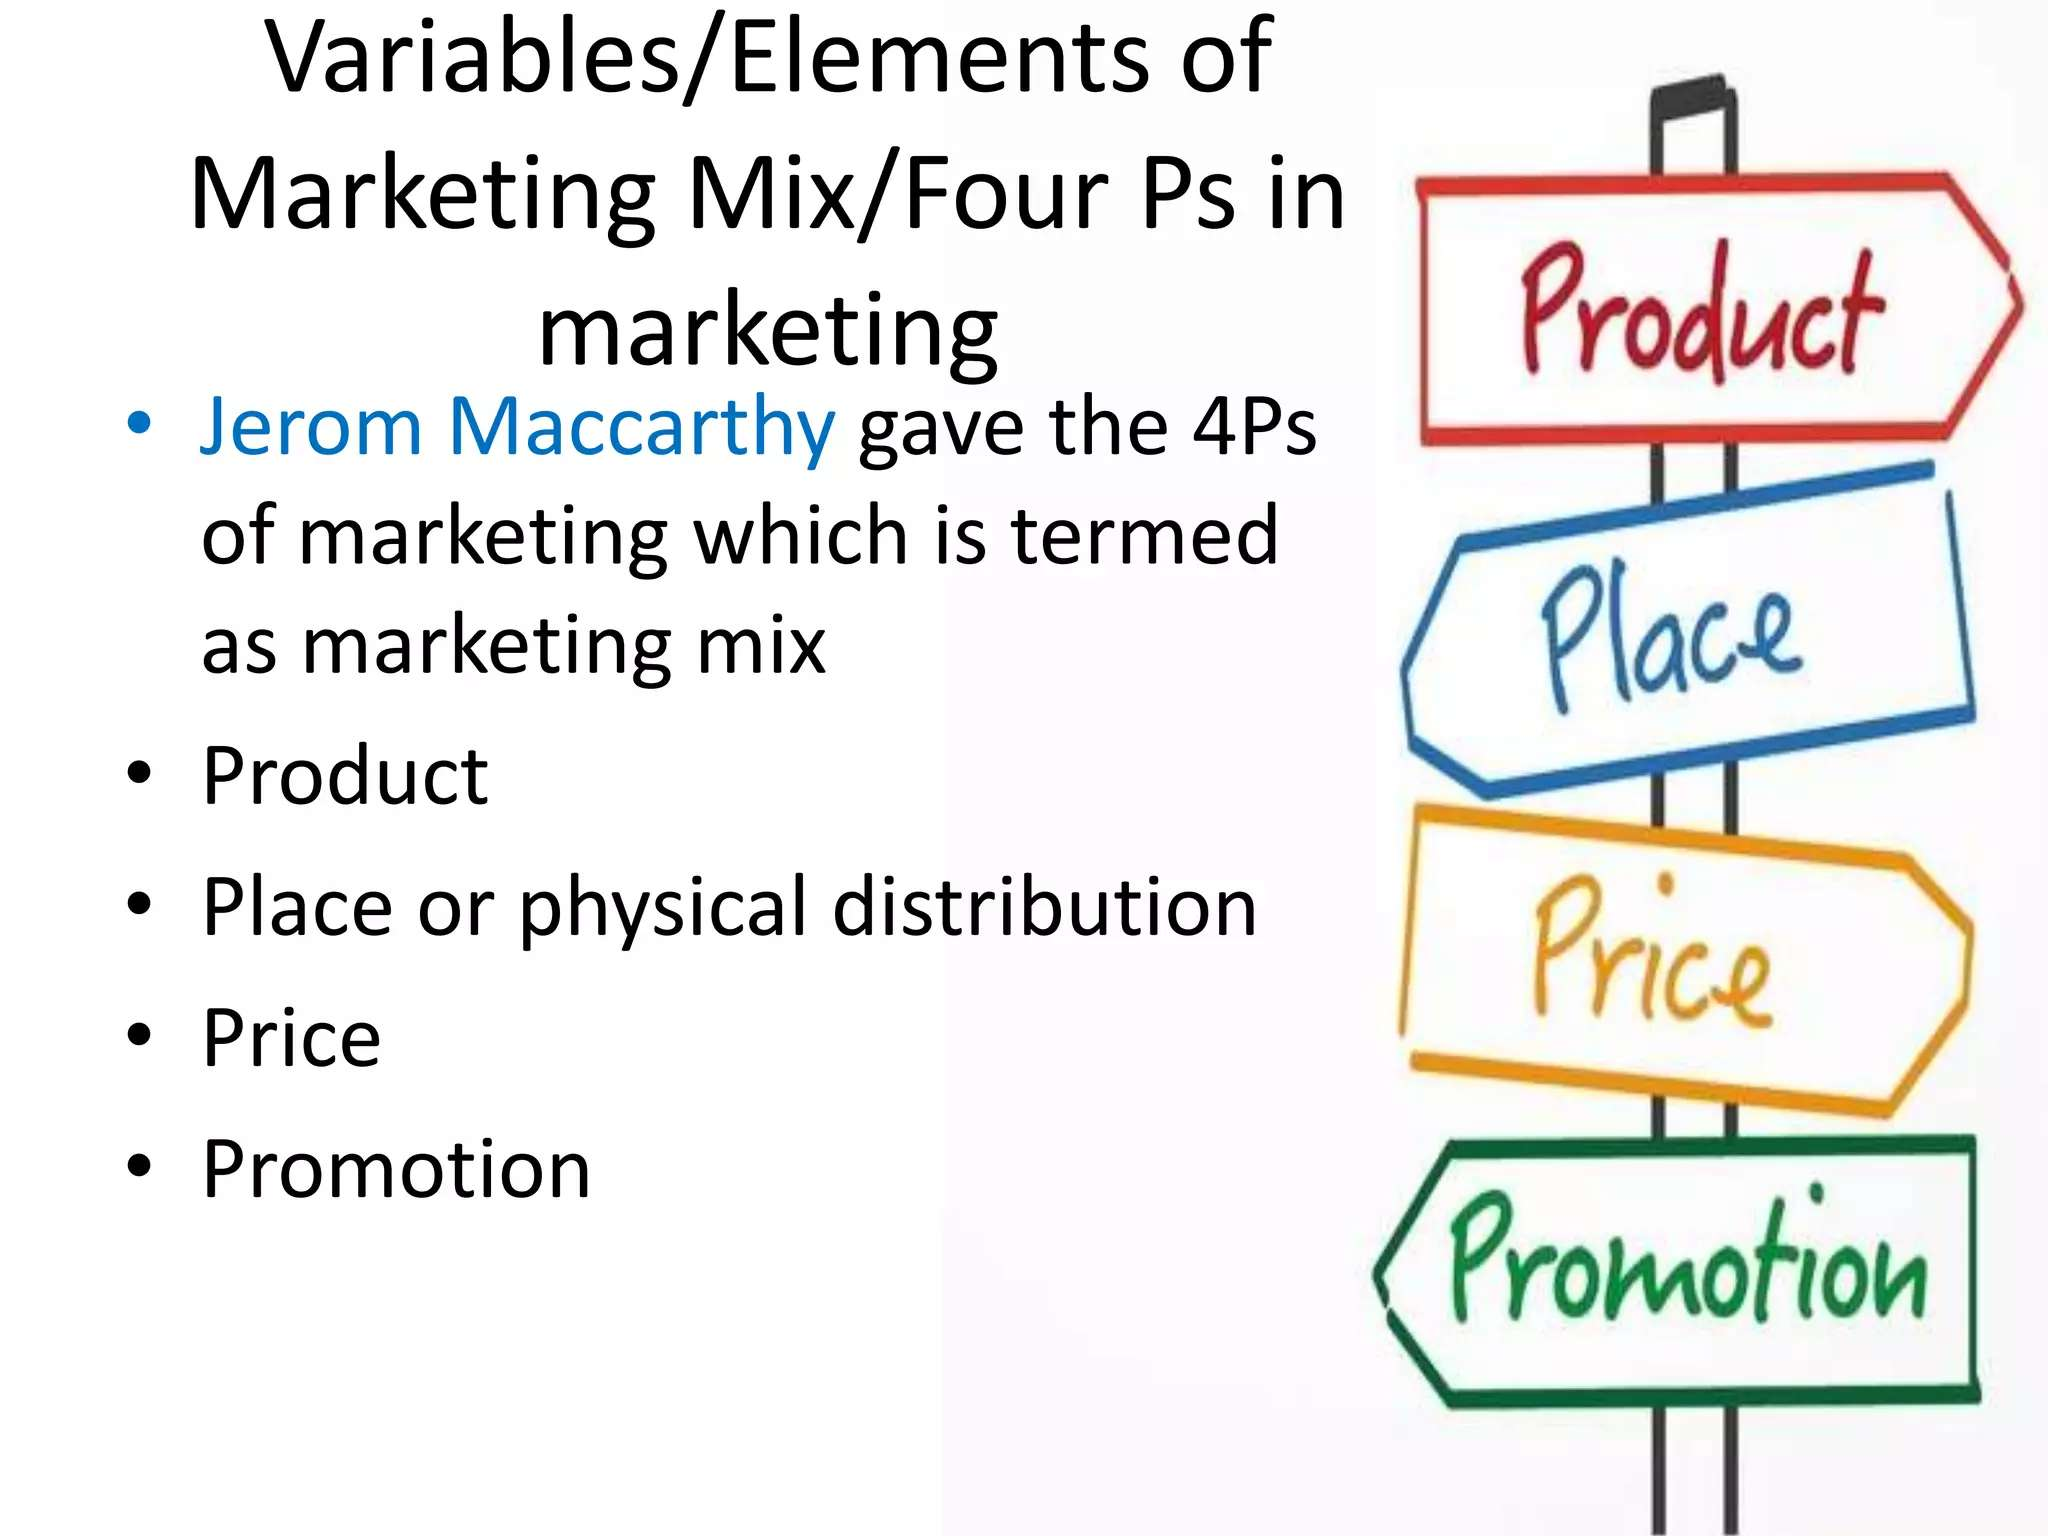 Variables/Elements of
Marketing Mix/Four Ps in
marketing
• Jerom Maccarthy gave the 4Ps
of marketing which is termed
as marketing mix
• Product
• Place or physical distribution
• Price
• Promotion
Product
Place
Price
Promotion